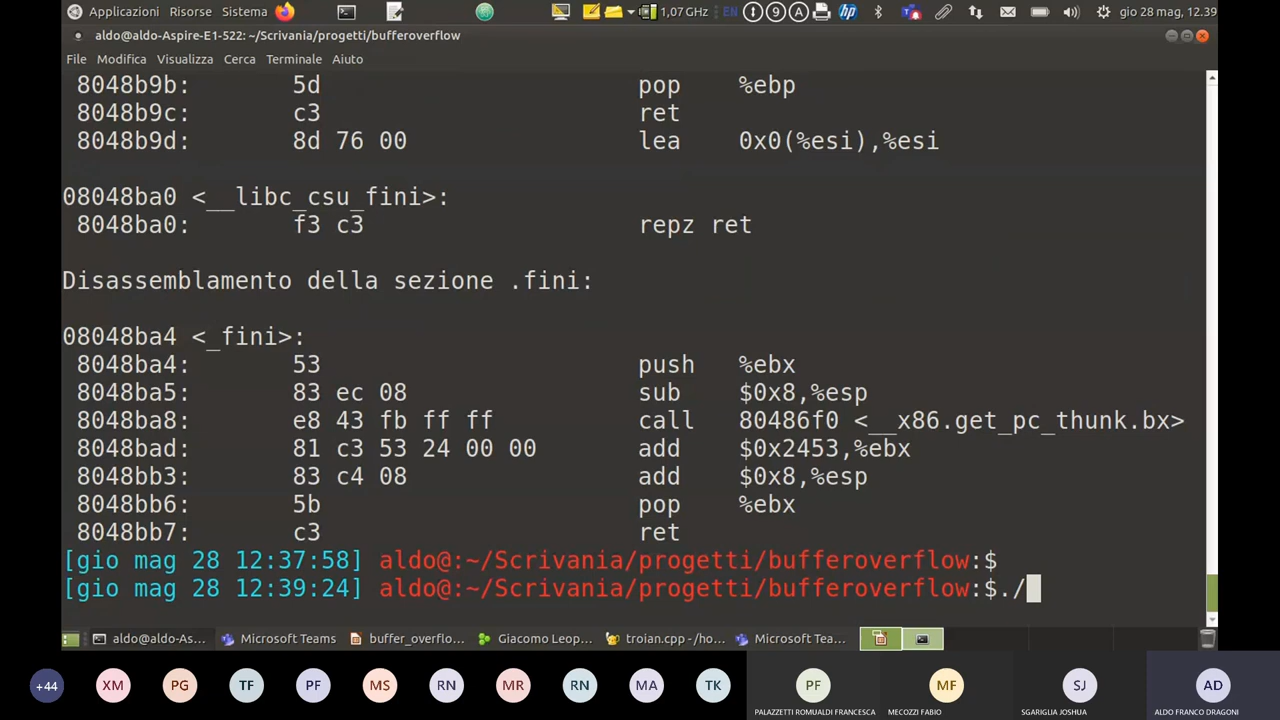 Applicazioni Risorse Sistema 1,07 GHz EN 9 A hp gio 28 mag, 12.39
aldo@aldo-Aspire-E1-522: ~/Scrivania/progetti/bufferoverflow
File Modifica Visualizza Cerca Terminale Aiuto
8048b9b: 5d pop %ebp
8048b9c: c3 ret
8048b9d: 8d 76 00 lea 0x0(%esi),%esi
08048ba0 <__libc_csu_fini>:
8048ba0: f3 c3 repz ret
Disassemblamento della sezione .fini:
08048ba4 <_fini>:
8048ba4: 53 push %ebx
8048ba5: 83 ec 08 sub $0x8,%esp
8048ba8: e8 43 fb ff ff call 80486f0 <__x86.get_pc_thunk.bx>
8048bad: 81 c3 53 24 00 00 add $0x2453,%ebx
8048bb3: 83 c4 08 add $0x8,%esp
8048bb6: 5b pop %ebx
8048bb7: c3 ret
[gio mag 28 12:37:58] aldo@:~/Scrivania/progetti/bufferoverflow:$
[gio mag 28 12:39:24] aldo@:~/Scrivania/progetti/bufferoverflow:$./
aldo@aldo-As... Microsoft Teams buffer_overflo... Giacomo Leop... troian.cpp ~/ho... Microsoft Tea...
+44 XM PG TF PF MS RN MR RN MA TK PF MF SJ AD
PALAZZETTI ROMUALDI FRANCESCA MECOZZI FABIO SGARIGLIA JOSHUA ALDO FRANCO DRAGONI